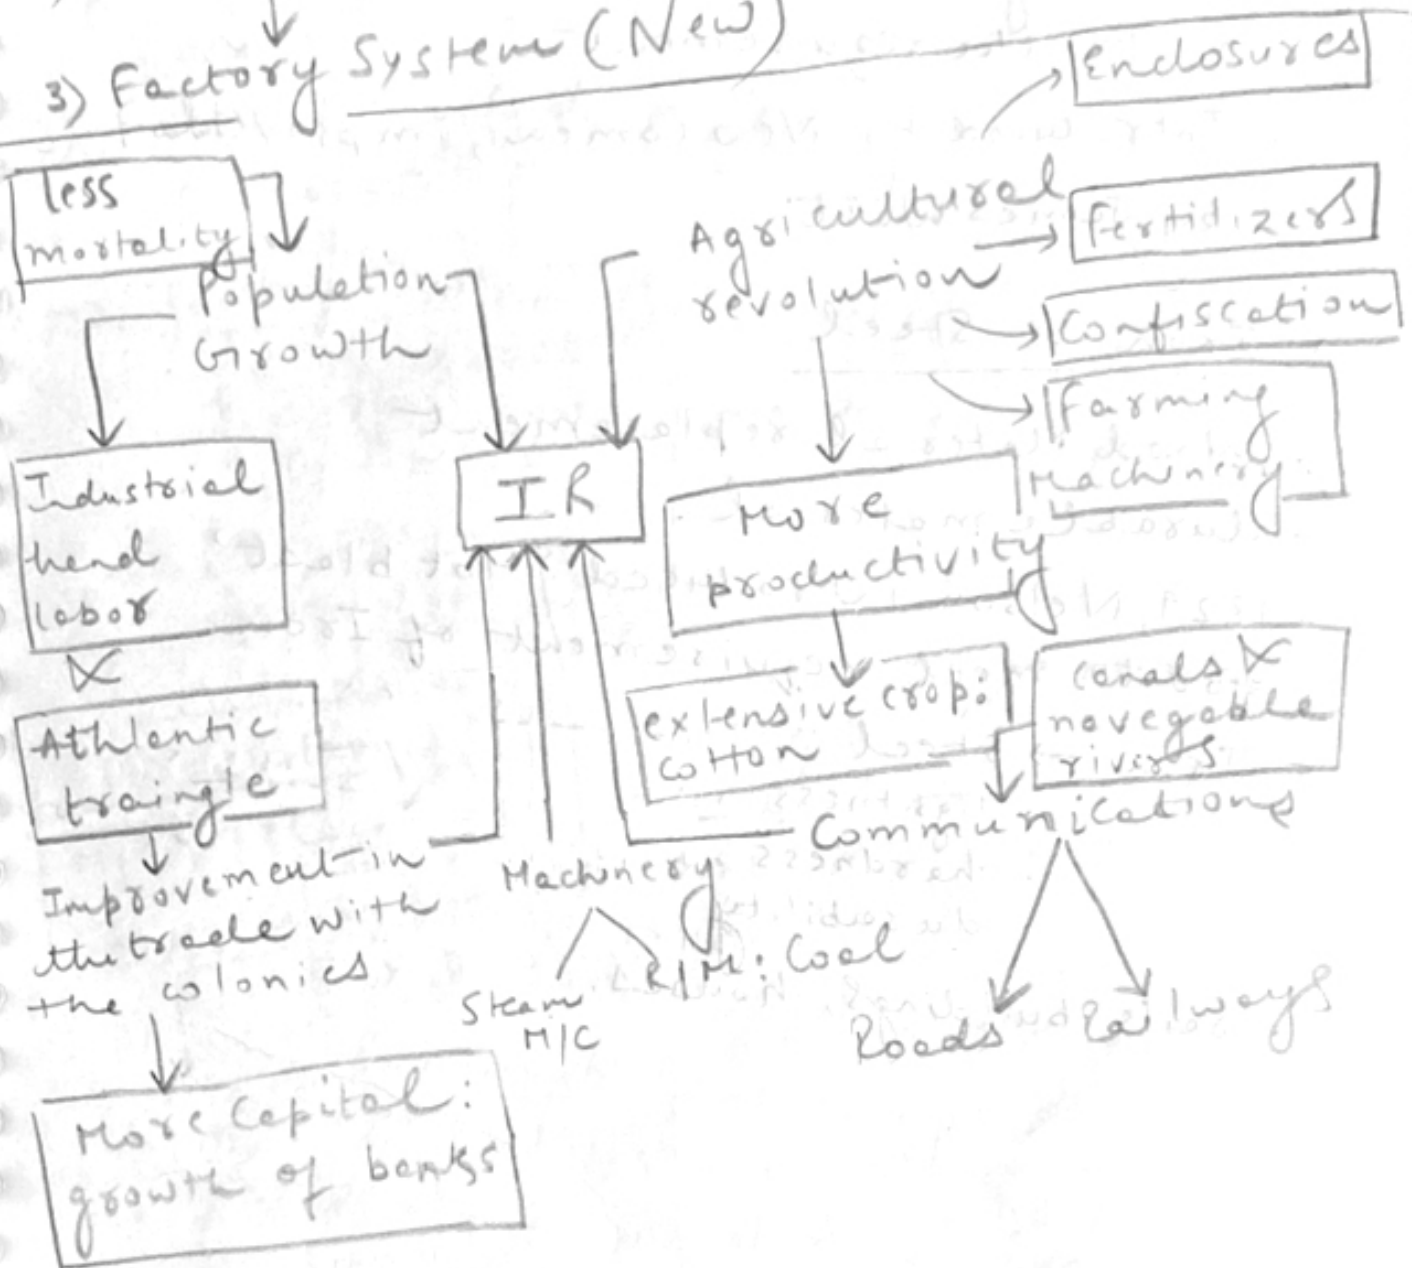 3) Factory System (New)
Enclosures
less
mortality
Population
Growth
Agricultural
revolution
Fertilizers
Confiscation
Farming
Machinery
Industrial
hand
labor
IR
More
productivity
Athlantic
traingle
extensive crop:
cotton
canals &
navegable
rivers
Communications
Improvement in
the trade with
the colonies
Machinery
Steam
M/C
R/M: Coal
Roads
Railways
More Capital:
growth of banks